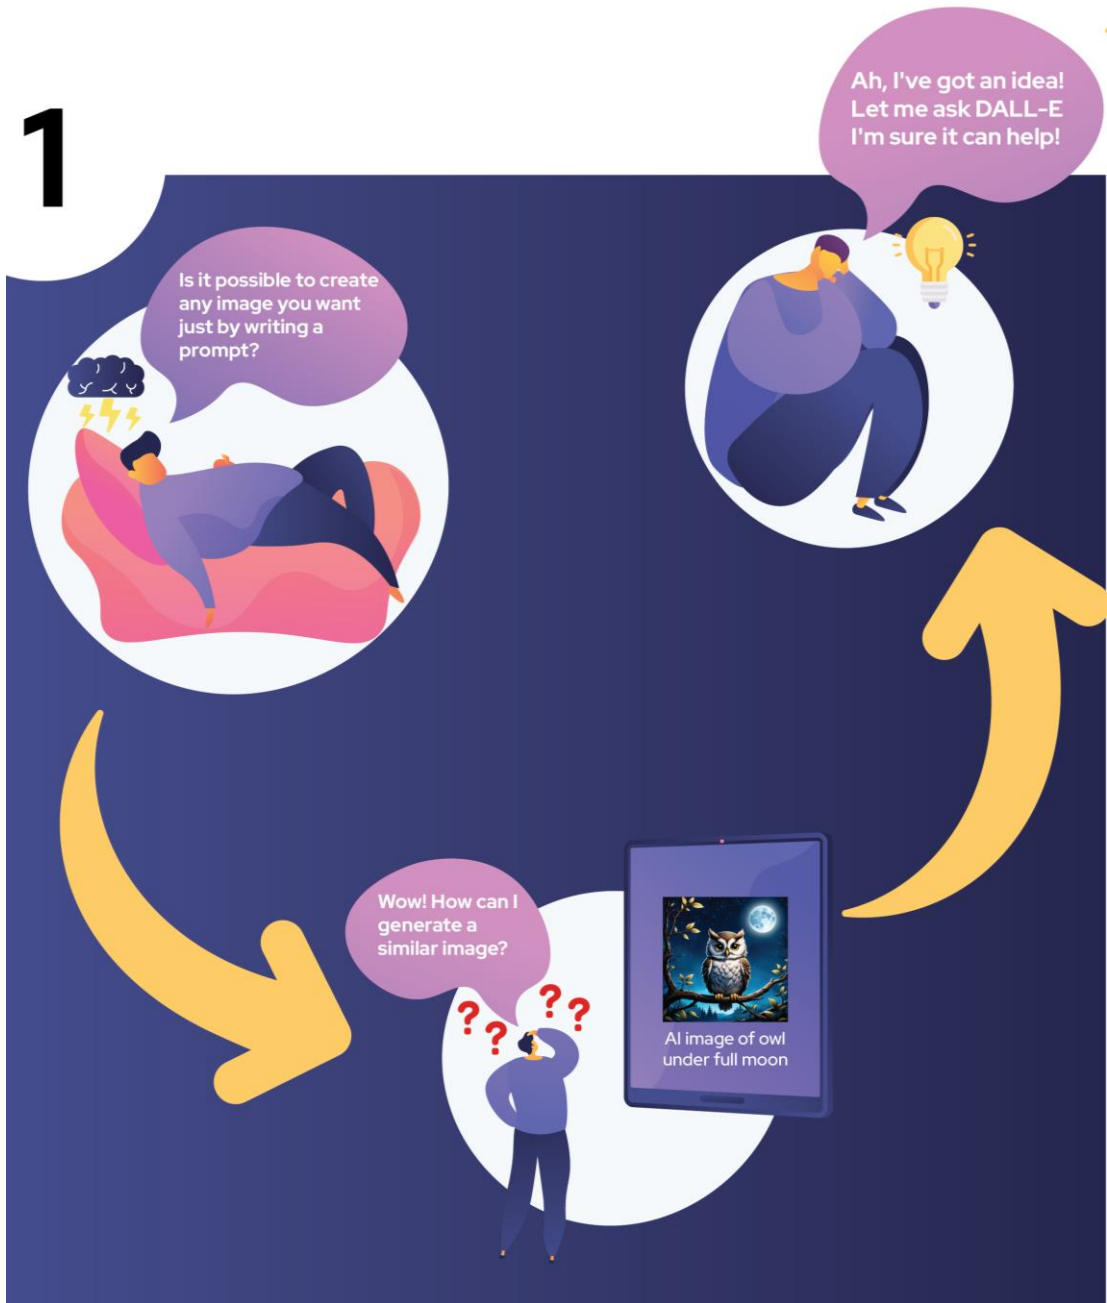 1
Is it possible to create
any image you want
just by writing a
prompt?
Wow! How can I
generate a
similar image?
? ? ? ?
AI image of owl
under full moon
Ah, I've got an idea!
Let me ask DALL-E
I'm sure it can help!